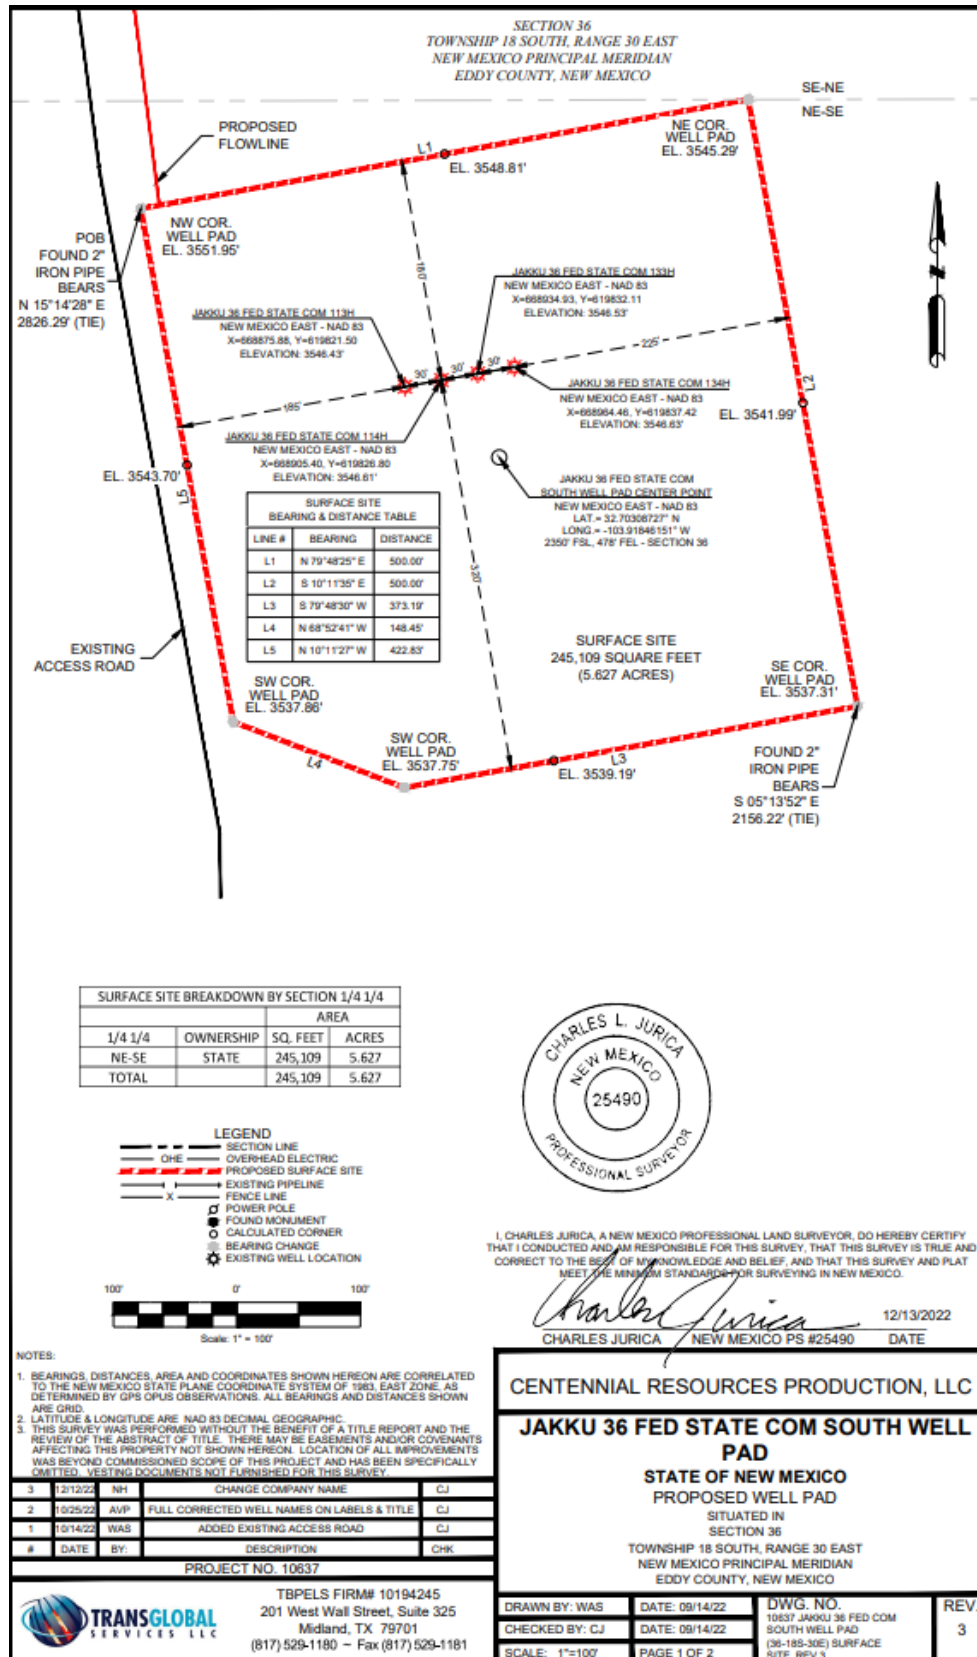 SECTION 36
TOWNSHIP 18 SOUTH, RANGE 30 EAST
NEW MEXICO PRINCIPAL MERIDIAN
EDDY COUNTY, NEW MEXICO
SE-NE
NE-SE
PROPOSED
FLOWLINE
L1
NE COR.
WELL PAD
EL. 3545.29'
EL. 3548.81'
NW COR.
WELL PAD
EL. 3551.95'
POB
FOUND 2"
IRON PIPE
BEARS
N 15°14'28" E
2826.29' (TIE)
180'
N
JAKKU 36 FED STATE COM 133H
NEW MEXICO EAST - NAD 83
X=668934.93, Y=619832.11
ELEVATION: 3546.53'
JAKKU 36 FED STATE COM 113H
NEW MEXICO EAST - NAD 83
X=668875.88, Y=619821.50
ELEVATION: 3546.43'
225'
30'
30'
30'
JAKKU 36 FED STATE COM 134H
NEW MEXICO EAST - NAD 83
X=668964.46, Y=619837.42
ELEVATION: 3546.63'
L2
EL. 3541.99'
185'
JAKKU 36 FED STATE COM 114H
NEW MEXICO EAST - NAD 83
X=668905.40, Y=619826.80
ELEVATION: 3546.61'
EL. 3543.70'
L5
JAKKU 36 FED STATE COM
SOUTH WELL PAD CENTER POINT
NEW MEXICO EAST - NAD 83
LAT.= 32.70308727° N
LONG.= -103.91846151° W
2350' FSL, 478' FEL - SECTION 36
SURFACE SITE
BEARING & DISTANCE TABLE
LINE # BEARING DISTANCE
L1 N 79°48'25" E 500.00'
L2 S 10°11'35" E 500.00'
L3 S 79°48'30" W 373.19'
L4 N 68°52'41" W 148.45'
L5 N 10°11'27" W 422.83'
320'
EXISTING
ACCESS ROAD
SURFACE SITE
245,109 SQUARE FEET
(5.627 ACRES)
SW COR.
WELL PAD
EL. 3537.86'
SE COR.
WELL PAD
EL. 3537.31'
L4
SW COR.
WELL PAD
EL. 3537.75'
L3
EL. 3539.19'
FOUND 2"
IRON PIPE
BEARS
S 05°13'52" E
2156.22' (TIE)
SURFACE SITE BREAKDOWN BY SECTION 1/4 1/4
AREA
1/4 1/4 OWNERSHIP SQ. FEET ACRES
NE-SE STATE 245,109 5.627
TOTAL 245,109 5.627
CHARLES L. JURICA
NEW MEXICO
25490
PROFESSIONAL SURVEYOR
LEGEND
SECTION LINE
OHE OVERHEAD ELECTRIC
PROPOSED SURFACE SITE
EXISTING PIPELINE
X FENCE LINE
POWER POLE
FOUND MONUMENT
CALCULATED CORNER
BEARING CHANGE
EXISTING WELL LOCATION
100' 0' 100'
Scale: 1" = 100'
I, CHARLES JURICA, A NEW MEXICO PROFESSIONAL LAND SURVEYOR, DO HEREBY CERTIFY
THAT I CONDUCTED AND AM RESPONSIBLE FOR THIS SURVEY, THAT THIS SURVEY IS TRUE AND
CORRECT TO THE BEST OF MY KNOWLEDGE AND BELIEF, AND THAT THIS SURVEY AND PLAT
MEET THE MINIMUM STANDARDS FOR SURVEYING IN NEW MEXICO.
Charles Jurica
12/13/2022
CHARLES JURICA NEW MEXICO PS #25490 DATE
NOTES:
1. BEARINGS, DISTANCES, AREA AND COORDINATES SHOWN HEREON ARE CORRELATED
TO THE NEW MEXICO STATE PLANE COORDINATE SYSTEM OF 1983, EAST ZONE, AS
DETERMINED BY GPS OPUS OBSERVATIONS. ALL BEARINGS AND DISTANCES SHOWN
ARE GRID.
2. LATITUDE & LONGITUDE ARE NAD 83 DECIMAL GEOGRAPHIC.
3. THIS SURVEY WAS PERFORMED WITHOUT THE BENEFIT OF A TITLE REPORT AND THE
REVIEW OF THE ABSTRACT OF TITLE. THERE MAY BE EASEMENTS AND/OR COVENANTS
AFFECTING THIS PROPERTY NOT SHOWN HEREON. LOCATION OF ALL IMPROVEMENTS
WAS BEYOND COMMISSIONED SCOPE OF THIS PROJECT AND HAS BEEN SPECIFICALLY
OMITTED. VESTING DOCUMENTS NOT FURNISHED FOR THIS SURVEY.
3 12/12/22 NH CHANGE COMPANY NAME CJ
2 10/25/22 AVP FULL CORRECTED WELL NAMES ON LABELS & TITLE CJ
1 10/14/22 WAS ADDED EXISTING ACCESS ROAD CJ
# DATE BY: DESCRIPTION CHK
PROJECT NO. 10637
TRANSGLOBAL
SERVICES LLC
TBPELS FIRM# 10194245
201 West Wall Street, Suite 325
Midland, TX 79701
(817) 529-1180 ~ Fax (817) 529-1181
CENTENNIAL RESOURCES PRODUCTION, LLC
JAKKU 36 FED STATE COM SOUTH WELL
PAD
STATE OF NEW MEXICO
PROPOSED WELL PAD
SITUATED IN
SECTION 36
TOWNSHIP 18 SOUTH, RANGE 30 EAST
NEW MEXICO PRINCIPAL MERIDIAN
EDDY COUNTY, NEW MEXICO
DRAWN BY: WAS DATE: 09/14/22
CHECKED BY: CJ DATE: 09/14/22
SCALE: 1"=100' PAGE 1 OF 2
DWG. NO.
10637 JAKKU 36 FED COM
SOUTH WELL PAD
(36-18S-30E) SURFACE
SITE_REV 3
REV.
3